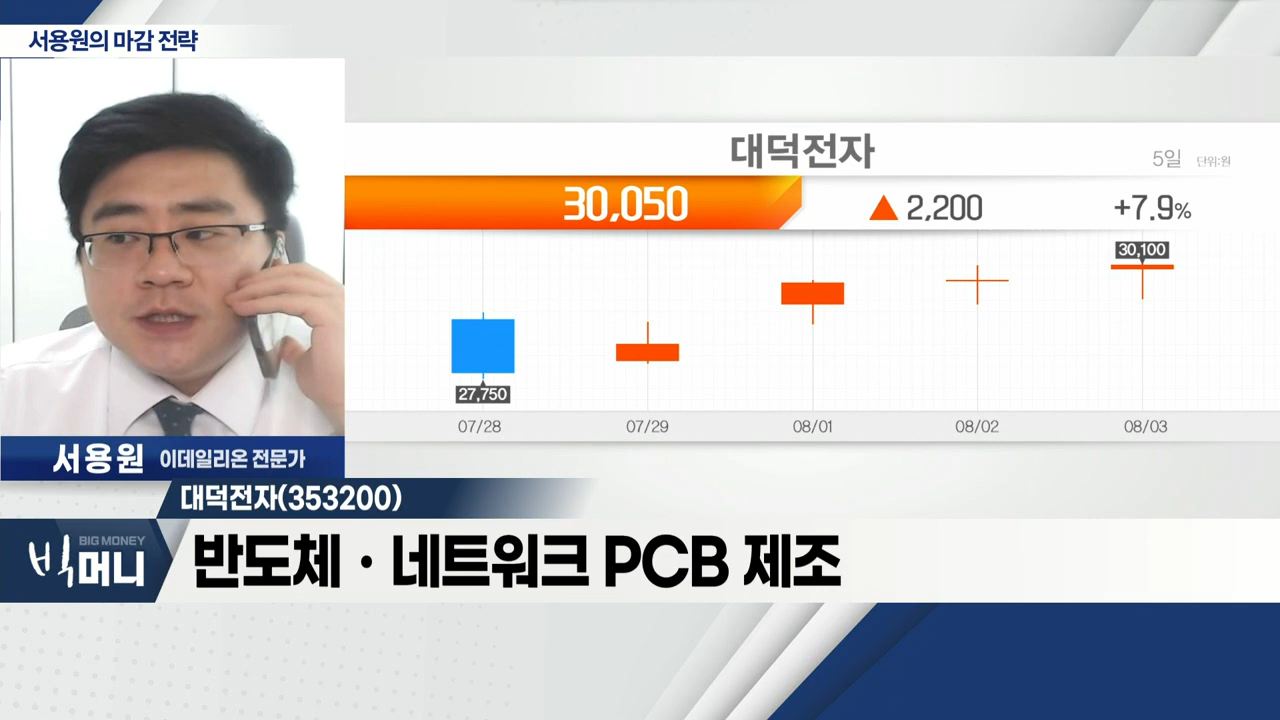 서용원의 마감 전략
대덕전자
5일 단위:원
30,050 ▲ 2,200 +7.9%
30,100
27,750
07/28 07/29 08/01 08/02 08/03
서용원 이데일리온 전문가
대덕전자(353200)
BIG MONEY
빅머니
반도체 · 네트워크 PCB 제조